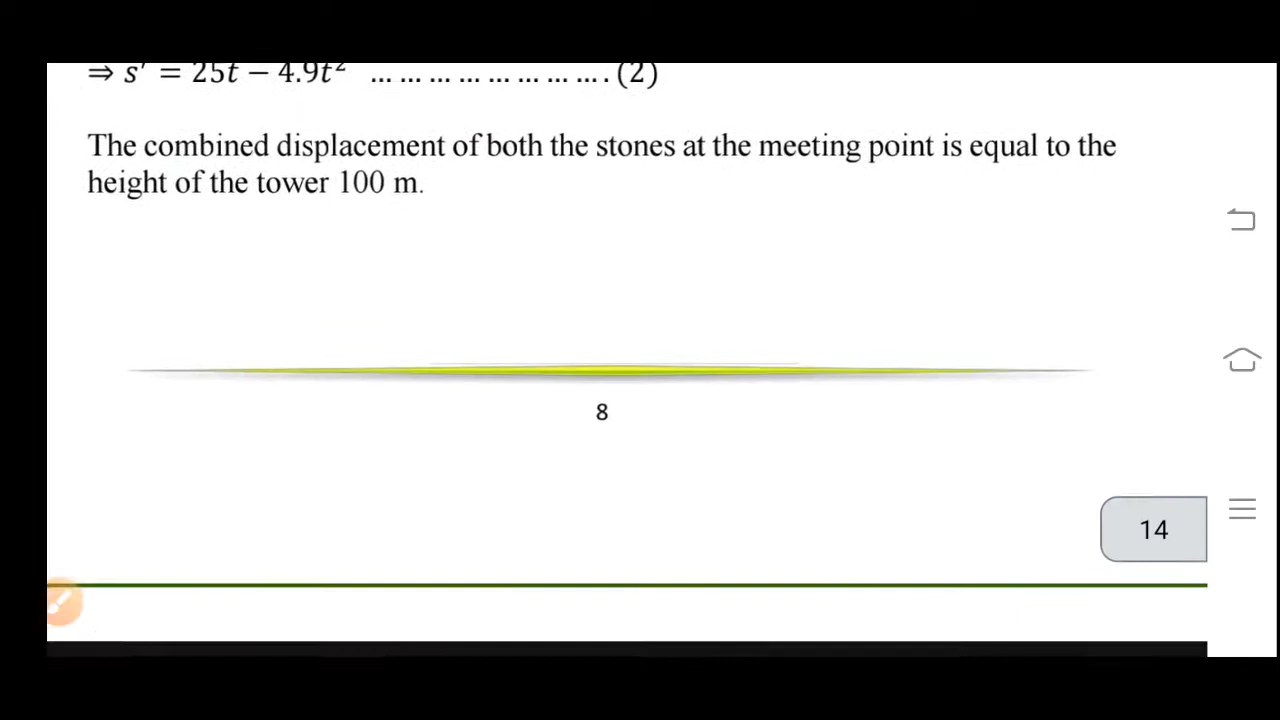 ⇒ s′ = 25t − 4.9t² … … … … … … … …. (2)
The combined displacement of both the stones at the meeting point is equal to the
height of the tower 100 m.
8
14